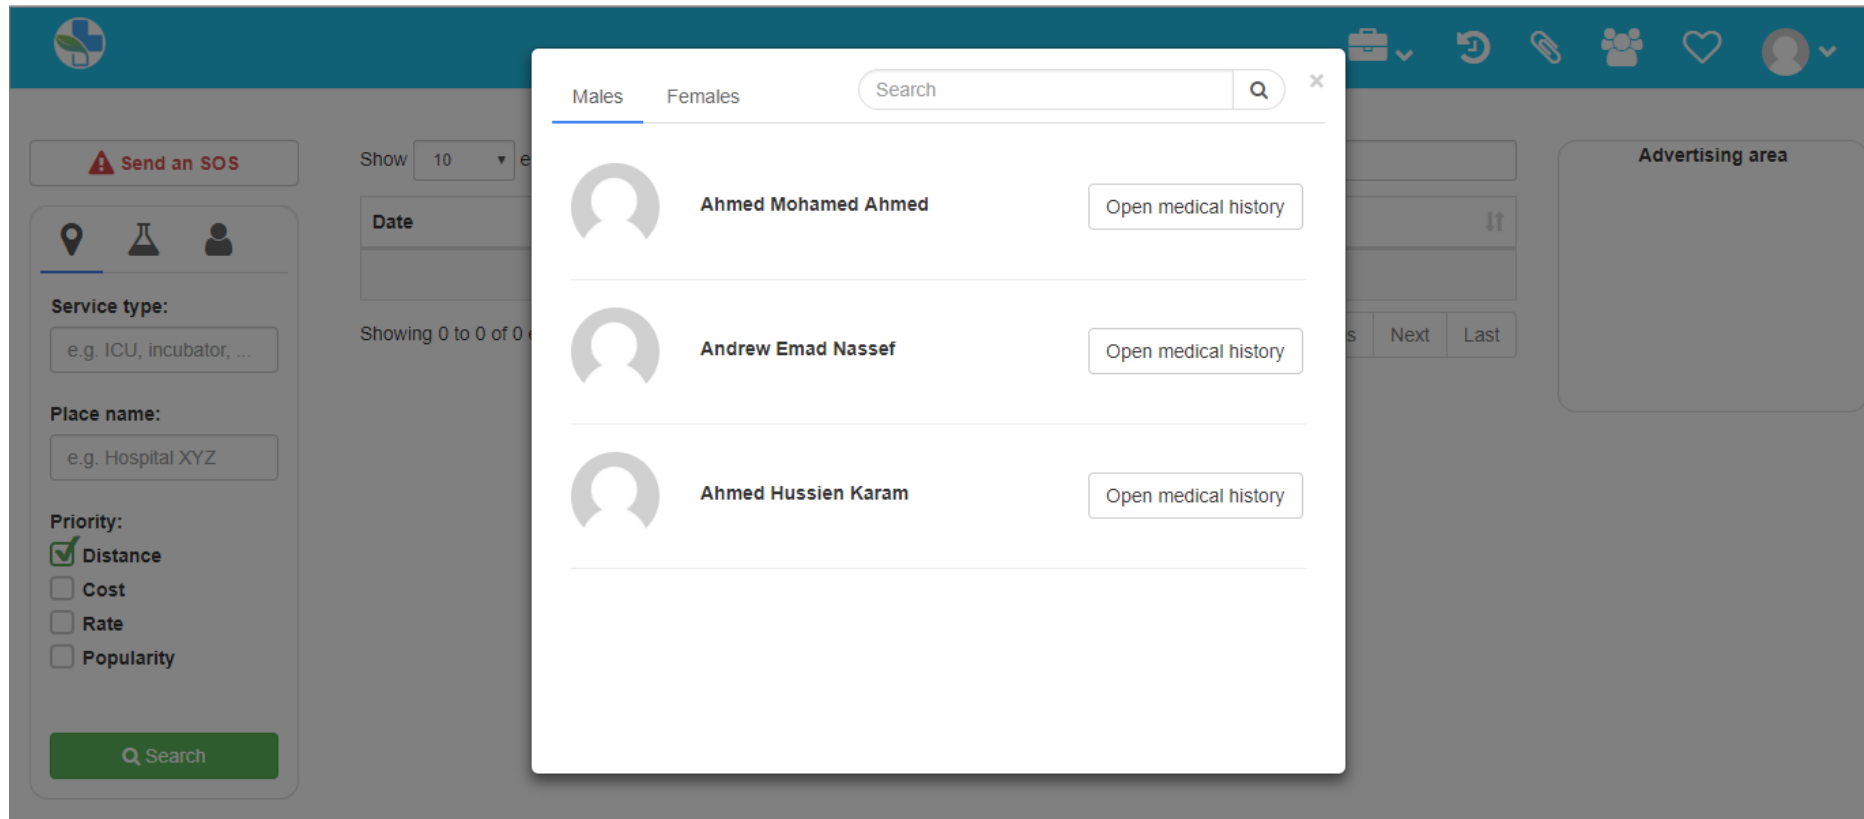 Males Females Search
Send an SOS
Show 10 e
Advertising area
Date
Ahmed Mohamed Ahmed Open medical history
Service type:
e.g. ICU, incubator, ...
Showing 0 to 0 of 0
s Next Last
Andrew Emad Nassef Open medical history
Place name:
e.g. Hospital XYZ
Ahmed Hussien Karam Open medical history
Priority:
Distance
Cost
Rate
Popularity
Search